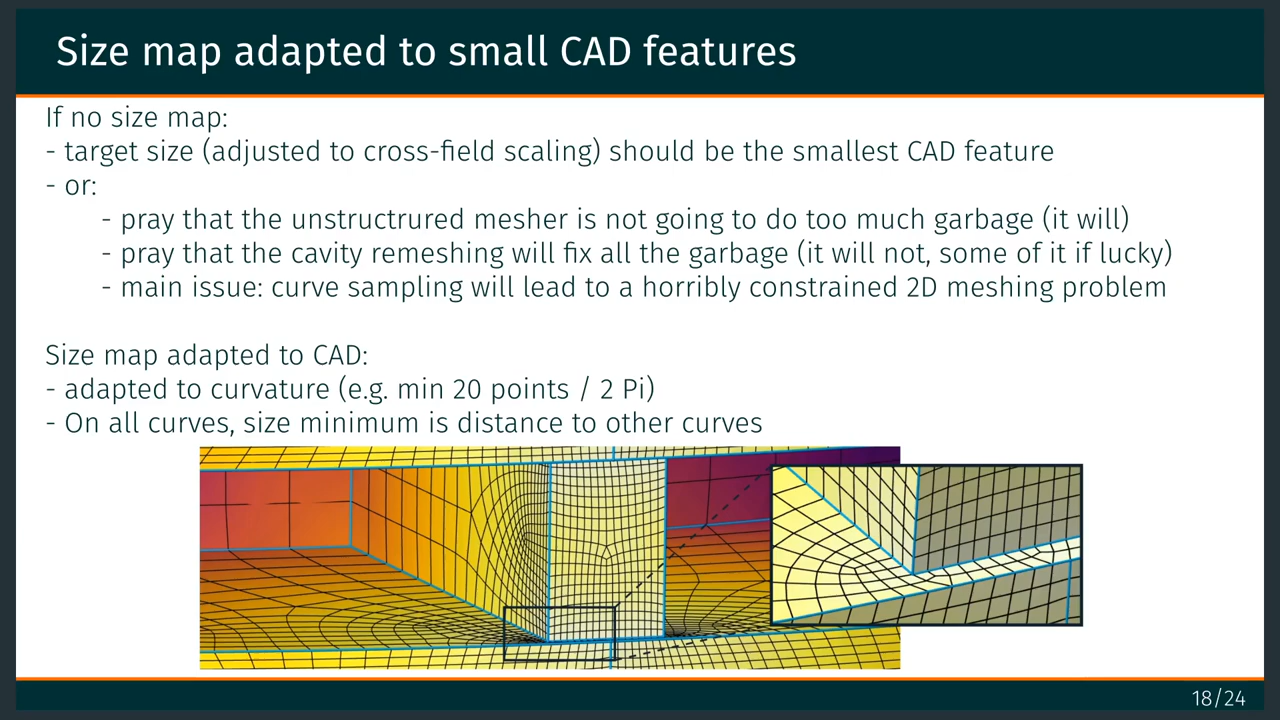 Size map adapted to small CAD features
If no size map:
- target size (adjusted to cross-field scaling) should be the smallest CAD feature
- or:
- pray that the unstructrured mesher is not going to do too much garbage (it will)
- pray that the cavity remeshing will fix all the garbage (it will not, some of it if lucky)
- main issue: curve sampling will lead to a horribly constrained 2D meshing problem
Size map adapted to CAD:
- adapted to curvature (e.g. min 20 points / 2 Pi)
- On all curves, size minimum is distance to other curves
18/24